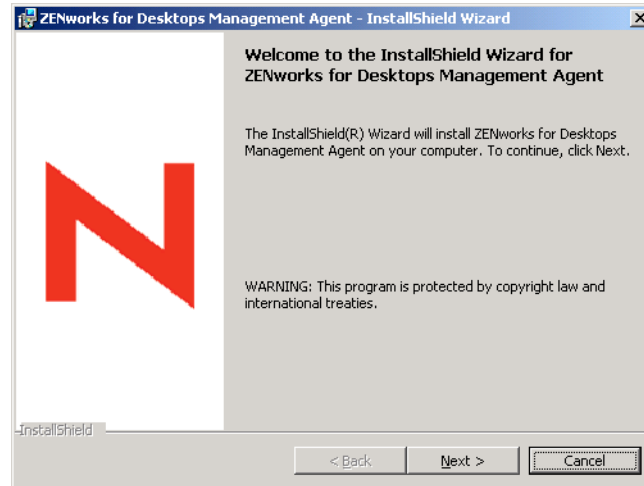 ZENworks for Desktops Management Agent - InstallShield Wizard
Welcome to the InstallShield Wizard for
ZENworks for Desktops Management Agent
The InstallShield(R) Wizard will install ZENworks for Desktops
Management Agent on your computer. To continue, click Next.
WARNING: This program is protected by copyright law and
international treaties.
InstallShield
< Back
Next >
Cancel